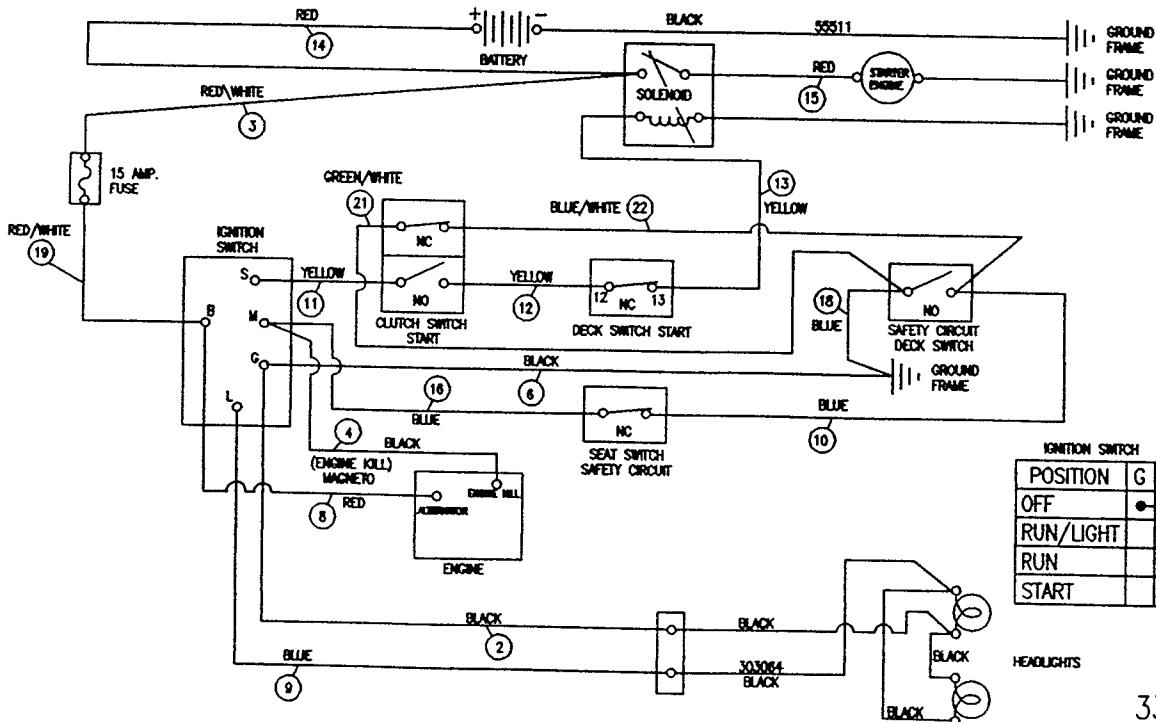 RED
14
+
-
BATTERY
BLACK
55511
GROUND
FRAME
RED\WHITE
3
SOLENOID
RED
15
STARTER
ENGINE
GROUND
FRAME
GROUND
FRAME
15 AMP.
FUSE
GREEN/WHITE
21
BLUE/WHITE
22
13
YELLOW
RED/WHITE
19
IGNITION
SWITCH
S
B
M
G
L
YELLOW
11
NC
NO
CLUTCH SWITCH
START
YELLOW
12
12
13
NC
DECK SWITCH START
18
BLUE
NO
SAFETY CIRCUIT
DECK SWITCH
BLACK
6
GROUND
FRAME
16
BLUE
NC
SEAT SWITCH
SAFETY CIRCUIT
BLUE
10
4
BLACK
(ENGINE KILL)
MAGNETO
8
RED
ENGINE KILL
ALTERNATOR
ENGINE
IGNITION SWITCH
POSITION G
OFF
RUN/LIGHT
RUN
START
BLACK
2
BLACK
BLUE
9
303064
BLACK
BLACK
BLACK
HEADLIGHTS